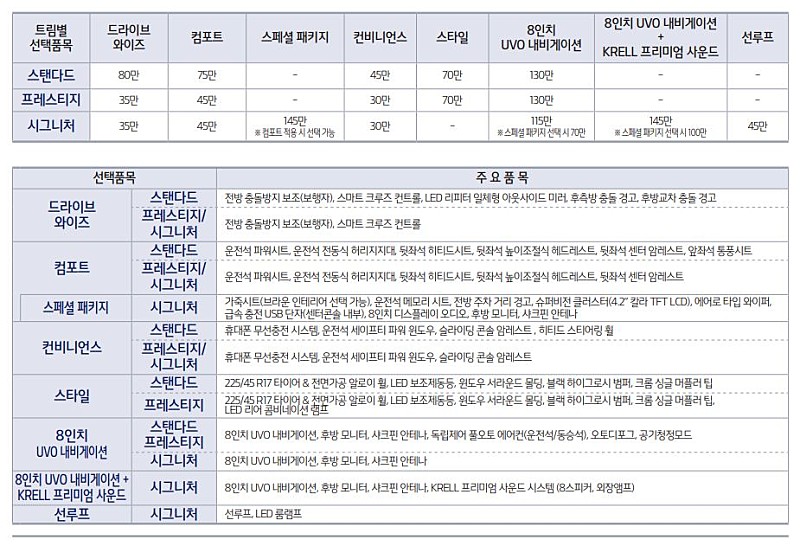 트림별 선택품목 드라이브 와이즈 컴포트 스페셜 패키지 컨비니언스 스타일 8인치 UVO 내비게이션 8인치 UVO 내비게이션 + KRELL 프리미엄 사운드 선루프
스탠다드 80만 75만 - 45만 70만 130만 - -
프레스티지 35만 45만 - 30만 70만 130만 - -
시그니처 35만 45만 145만 ※ 컴포트 적용 시 선택 가능 30만 - 115만 ※ 스페셜 패키지 선택 시 70만 145만 ※ 스페셜 패키지 선택 시 100만 45만
선택품목 주요 품목
드라이브 와이즈
스탠다드 전방 충돌방지 보조(보행자), 스마트 크루즈 컨트롤, LED 리피터 일체형 아웃사이드 미러, 후측방 충돌 경고, 후방교차 충돌 경고
프레스티지/시그니처 전방 충돌방지 보조(보행자), 스마트 크루즈 컨트롤
컴포트
스탠다드 운전석 파워시트, 운전석 전동식 허리지지대, 뒷좌석 히티드시트, 뒷좌석 높이조절식 헤드레스트, 뒷좌석 센터 암레스트, 앞좌석 통풍시트
프레스티지/시그니처 운전석 파워시트, 운전석 전동식 허리지지대, 뒷좌석 히티드시트, 뒷좌석 높이조절식 헤드레스트, 뒷좌석 센터 암레스트
스페셜 패키지 시그니처 가죽시트(브라운 인테리어 선택 가능), 운전석 메모리 시트, 전방 주차 거리 경고, 슈퍼비전 클러스터(4.2" 칼라 TFT LCD), 에어로 타입 와이퍼,
급속 충전 USB 단자(센터콘솔 내부), 8인치 디스플레이 오디오, 후방 모니터, 샤크핀 안테나
컨비니언스
스탠다드 휴대폰 무선충전 시스템, 운전석 세이프티 파워 윈도우, 슬라이딩 콘솔 암레스트 , 히티드 스티어링 휠
프레스티지/시그니처 휴대폰 무선충전 시스템, 운전석 세이프티 파워 윈도우, 슬라이딩 콘솔 암레스트
스타일
스탠다드 225/45 R17 타이어 & 전면가공 알로이 휠, LED 보조제동등, 윈도우 서라운드 몰딩, 블랙 하이그로시 범퍼, 크롬 싱글 머플러 팁
프레스티지 225/45 R17 타이어 & 전면가공 알로이 휠, LED 보조제동등, 윈도우 서라운드 몰딩, 블랙 하이그로시 범퍼, 크롬 싱글 머플러 팁,
LED 리어 콤비네이션 램프
8인치 UVO 내비게이션
스탠다드 프레스티지 8인치 UVO 내비게이션, 후방 모니터, 샤크핀 안테나, 독립제어 풀오토 에어컨(운전석/동승석), 오토디포그, 공기청정모드
시그니처 8인치 UVO 내비게이션, 후방 모니터, 샤크핀 안테나
8인치 UVO 내비게이션 + KRELL 프리미엄 사운드 시그니처 8인치 UVO 내비게이션, 후방 모니터, 샤크핀 안테나, KRELL 프리미엄 사운드 시스템 (8스피커, 외장앰프)
선루프 시그니처 선루프, LED 룸램프